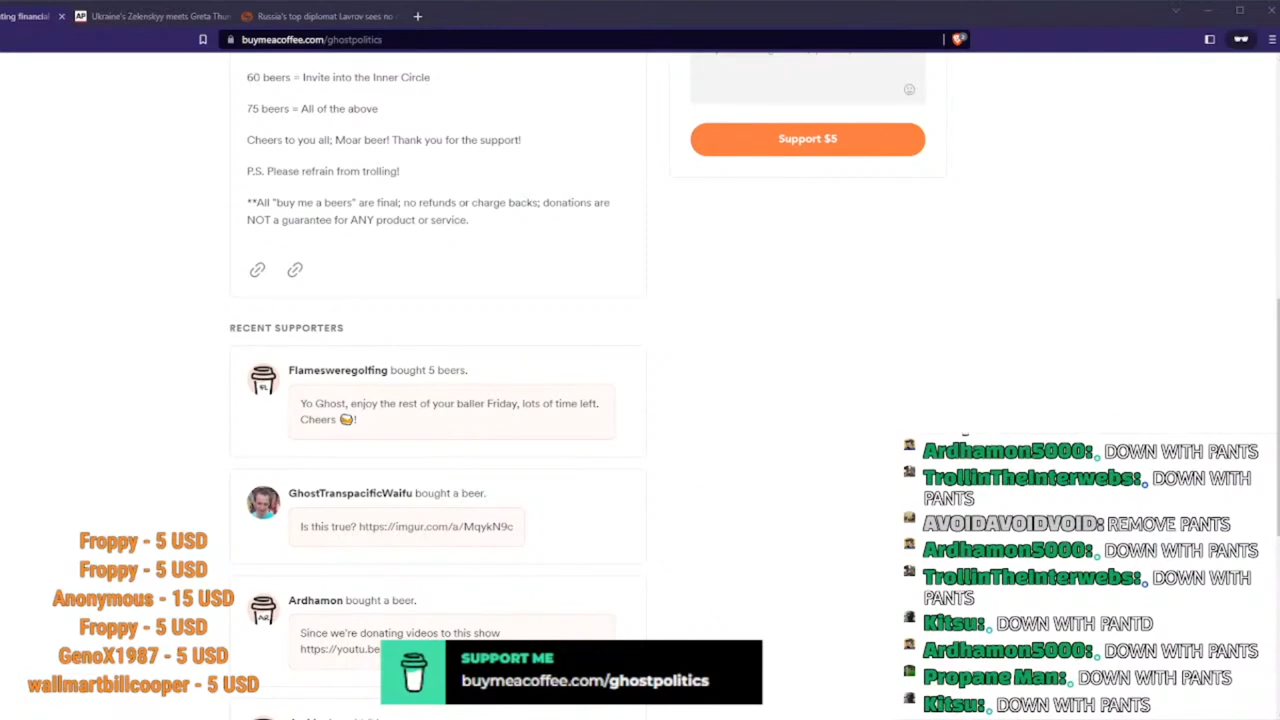 ting financial
Ukraine's Zelenskyy meets Greta Thu
Russia's top diplomat Lavrov sees no
buymeacoffee.com/ghostpolitics
60 beers = Invite into the Inner Circle
75 beers = All of the above
Cheers to you all; Moar beer! Thank you for the support!
P.S. Please refrain from trolling!
**All "buy me a beers" are final; no refunds or charge backs; donations are
NOT a guarantee for ANY product or service.
Support $5
RECENT SUPPORTERS
Flamesweregolfing bought 5 beers.
Yo Ghost, enjoy the rest of your baller Friday, lots of time left.
Cheers 🍻!
GhostTranspacificWaifu bought a beer.
Is this true? https://imgur.com/a/MqykN9c
Ardhamon bought a beer.
Since we're donating videos to this show
https://youtu.be
Froppy - 5 USD
Froppy - 5 USD
Anonymous - 15 USD
Froppy - 5 USD
GenoX1987 - 5 USD
wallmartbillcooper - 5 USD
SUPPORT ME
buymeacoffee.com/ghostpolitics
Ardhamon5000: DOWN WITH PANTS
TrollinTheInterwebs: DOWN WITH
PANTS
AVOIDAVOIDVOID: REMOVE PANTS
Ardhamon5000: DOWN WITH PANTS
TrollinTheInterwebs: DOWN WITH
PANTS
Kitsu: DOWN WITH PANTD
Ardhamon5000: DOWN WITH PANTS
Propane Man: DOWN WITH PANTS
Kitsu: DOWN WITH PANTS